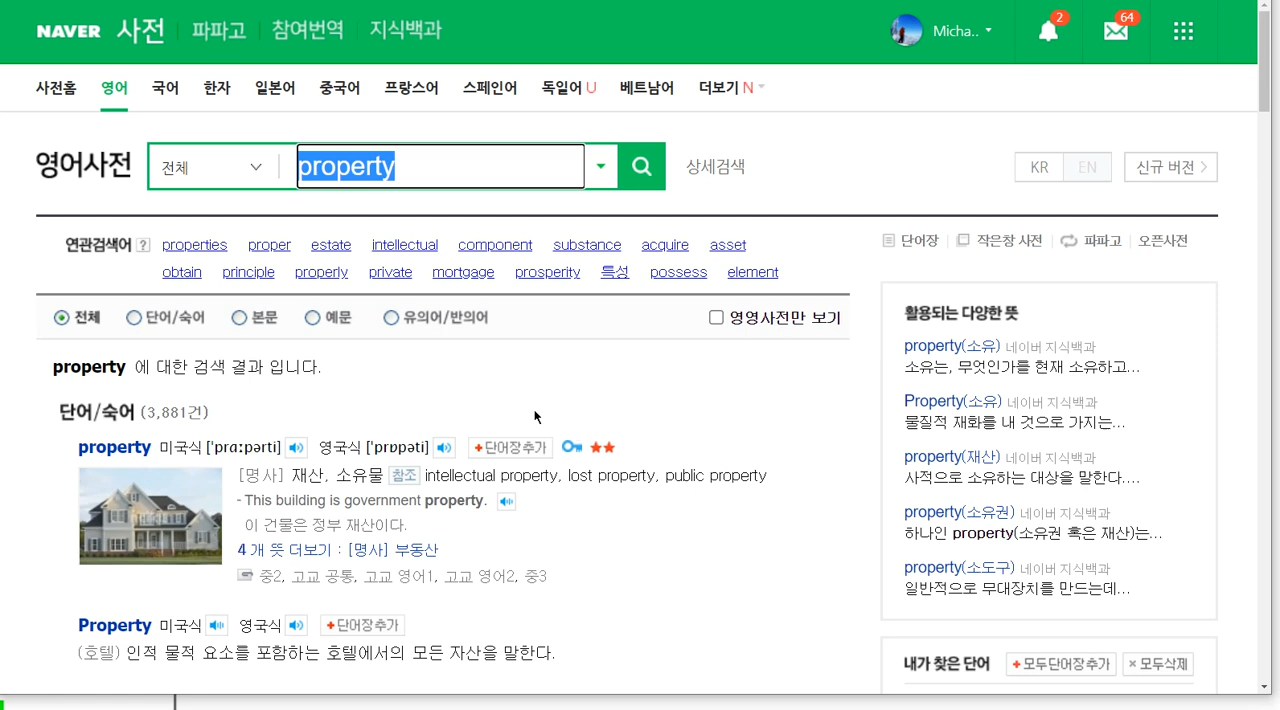 NAVER 사전 파파고 참여번역 지식백과 Micha.. 2 64
사전홈 영어 국어 한자 일본어 중국어 프랑스어 스페인어 독일어 U 베트남어 더보기 N
영어사전 전체 property 상세검색 KR EN 신규 버전 >
연관검색어 ? properties proper estate intellectual component substance acquire asset
obtain principle properly private mortgage prosperity 특성 possess element
단어장 작은창 사전 파파고 오픈사전
전체 단어/숙어 본문 예문 유의어/반의어 영영사전만 보기
property 에 대한 검색 결과 입니다.
단어/숙어 (3,881건)
property 미국식 ['prɑːpərti] 영국식 ['prɒpəti] +단어장추가
[명사] 재산, 소유물 참조 intellectual property, lost property, public property
- This building is government property.
이 건물은 정부 재산이다.
4 개 뜻 더보기 : [명사] 부동산
중2, 고교 공통, 고교 영어1, 고교 영어2, 중3
Property 미국식 영국식 +단어장추가
(호텔) 인적 물적 요소를 포함하는 호텔에서의 모든 자산을 말한다.
활용되는 다양한 뜻
property(소유) 네이버 지식백과
소유는, 무엇인가를 현재 소유하고...
Property(소유) 네이버 지식백과
물질적 재화를 내 것으로 가지는...
property(재산) 네이버 지식백과
사적으로 소유하는 대상을 말한다....
property(소유권) 네이버 지식백과
하나인 property(소유권 혹은 재산)는...
property(소도구) 네이버 지식백과
일반적으로 무대장치를 만드는데...
내가 찾은 단어 +모두단어장추가 ×모두삭제